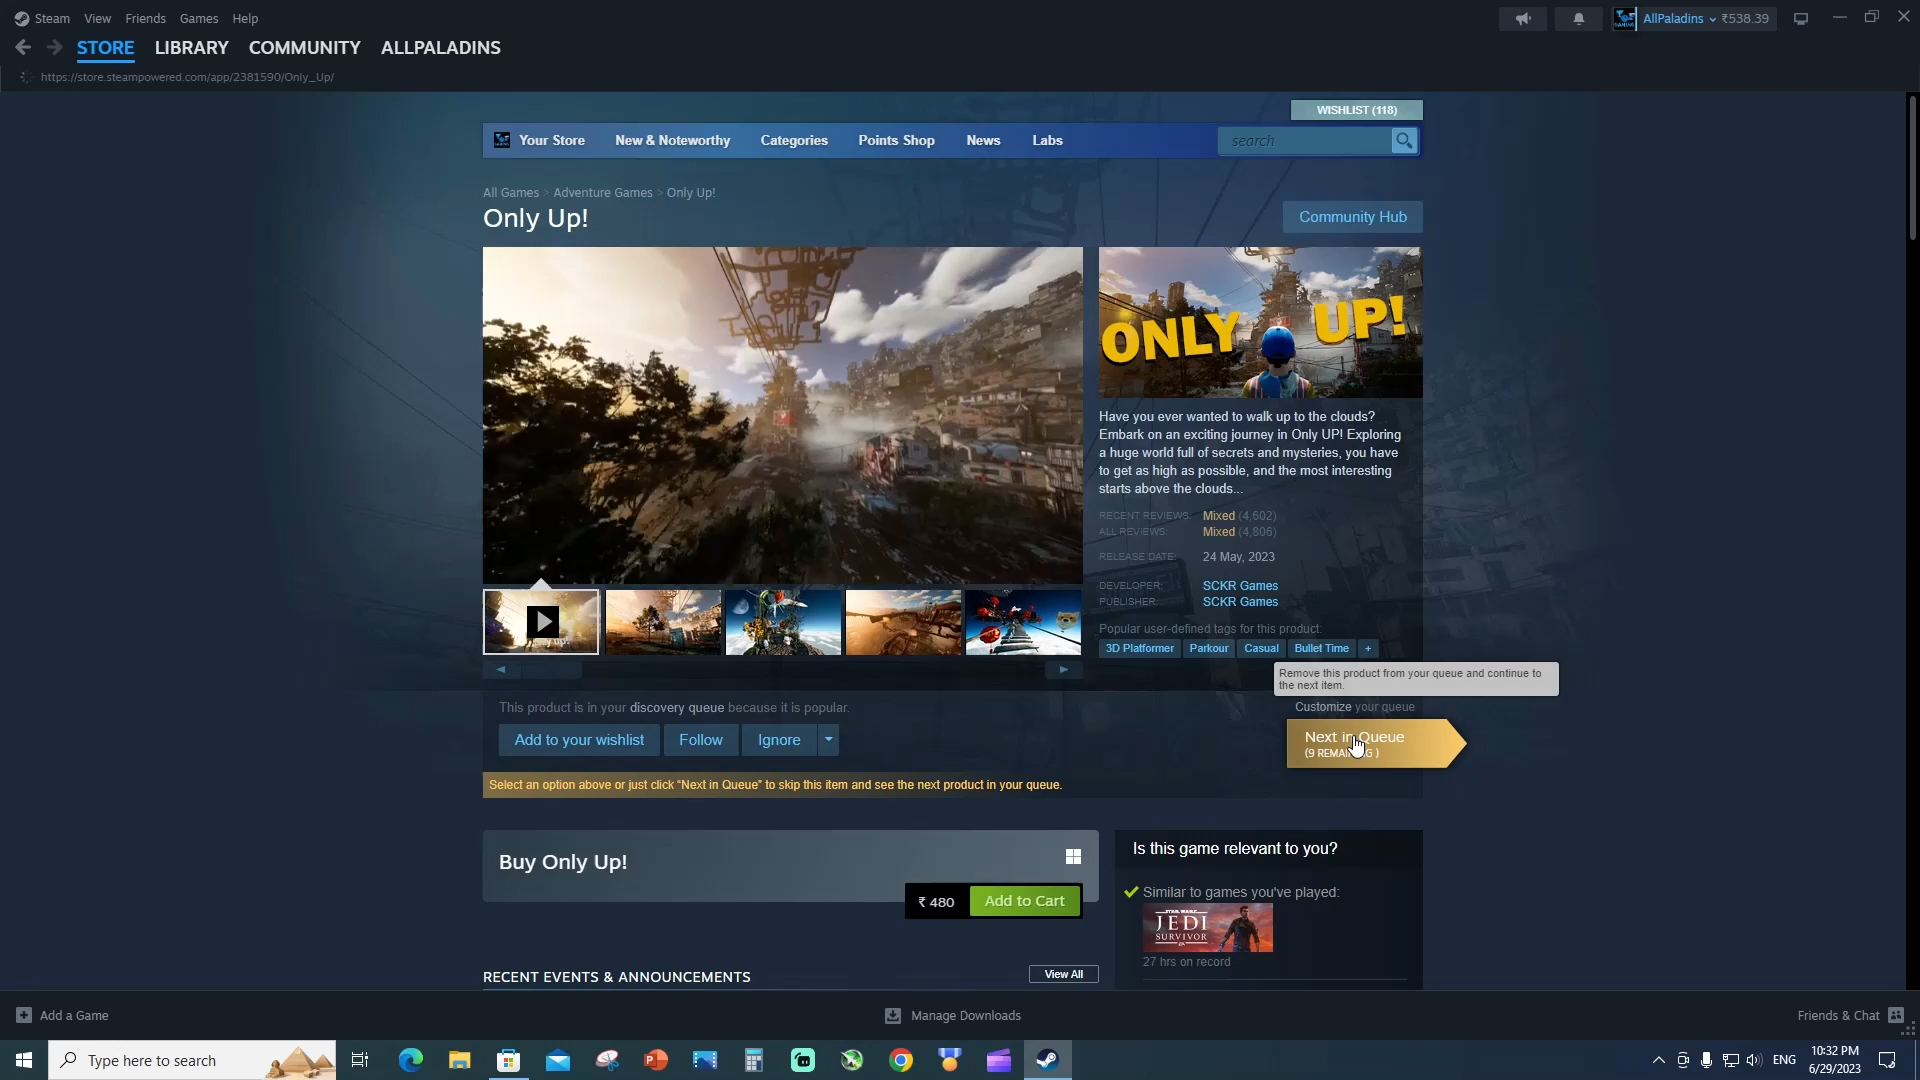 Steam View Friends Games Help
AllPaladins ₹538.39
STORE LIBRARY COMMUNITY ALLPALADINS
https://store.steampowered.com/app/2381590/Only_Up/
WISHLIST (118)
Your Store New & Noteworthy Categories Points Shop News Labs
search
All Games > Adventure Games > Only Up!
Only Up!
Community Hub
ONLY UP!
Have you ever wanted to walk up to the clouds?
Embark on an exciting journey in Only UP! Exploring
a huge world full of secrets and mysteries, you have
to get as high as possible, and the most interesting
starts above the clouds...
RECENT REVIEWS: Mixed (4,602)
ALL REVIEWS: Mixed (4,806)
RELEASE DATE: 24 May, 2023
DEVELOPER: SCKR Games
PUBLISHER: SCKR Games
Popular user-defined tags for this product:
3D Platformer Parkour Casual Bullet Time +
Remove this product from your queue and continue to
the next item.
This product is in your discovery queue because it is popular.
Customize your queue
Add to your wishlist Follow Ignore
Next in Queue
(9 REMAINING )
Select an option above or just click “Next in Queue” to skip this item and see the next product in your queue.
Buy Only Up!
₹ 480 Add to Cart
Is this game relevant to you?
Similar to games you've played:
STAR WARS
JEDI
SURVIVOR
27 hrs on record
RECENT EVENTS & ANNOUNCEMENTS
View All
Add a Game
Manage Downloads
Friends & Chat
Type here to search
ENG
10:32 PM
6/29/2023